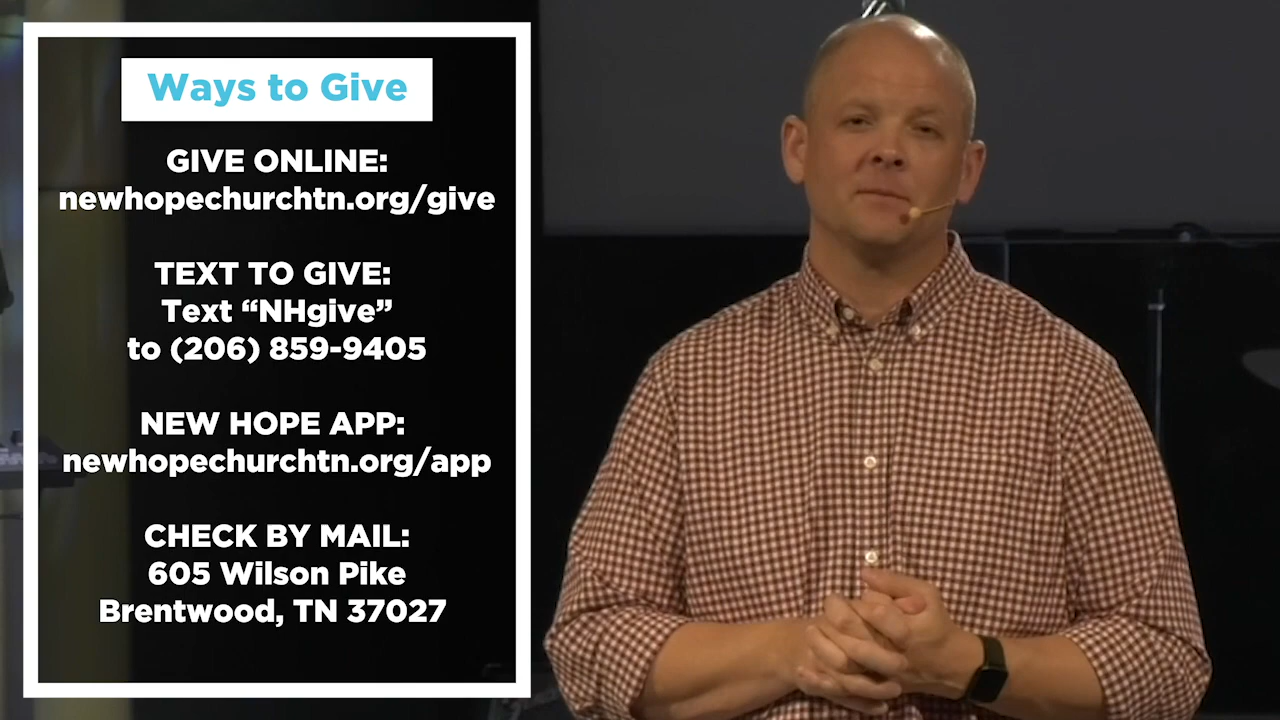 Ways to Give
GIVE ONLINE:
newhopechurchtn.org/give
TEXT TO GIVE:
Text “NHgive”
to (206) 859-9405
NEW HOPE APP:
newhopechurchtn.org/app
CHECK BY MAIL:
605 Wilson Pike
Brentwood, TN 37027